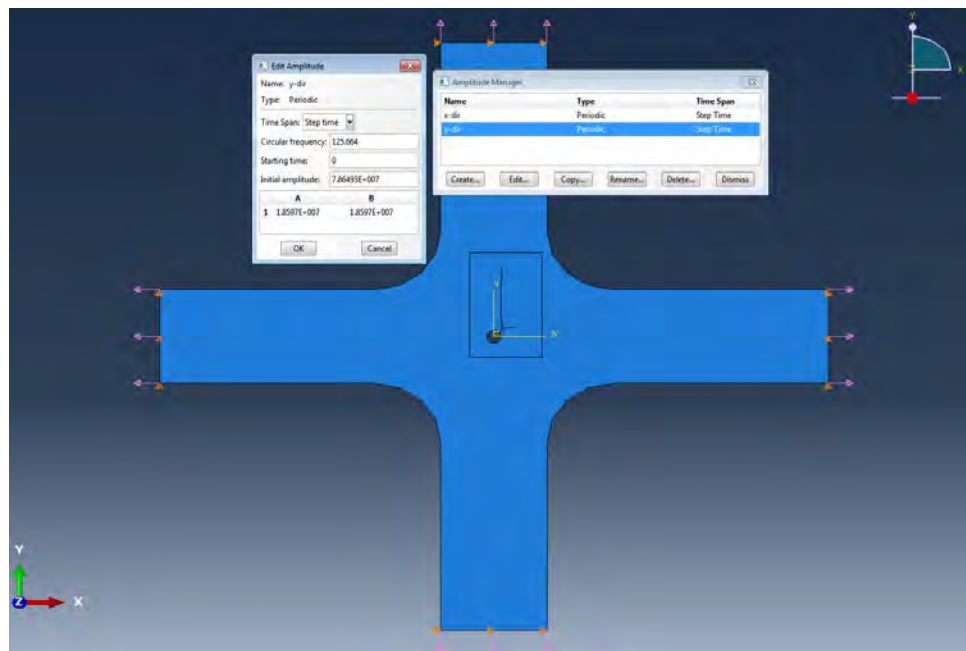 Edit Amplitude
Name: y-dir
Type: Periodic
Time Span: Step time
Circular frequency: 125.664
Starting time: 0
Initial amplitude: 7.86493E+007
A B
1 1.8597E+007 1.8597E+007
OK Cancel
Amplitude Manager
Name Type Time Span
x-dir Periodic Step Time
y-dir Periodic Step Time
Create... Edit... Copy... Rename... Delete... Dismiss
Y
X
Z
Y
X
Y
Z X